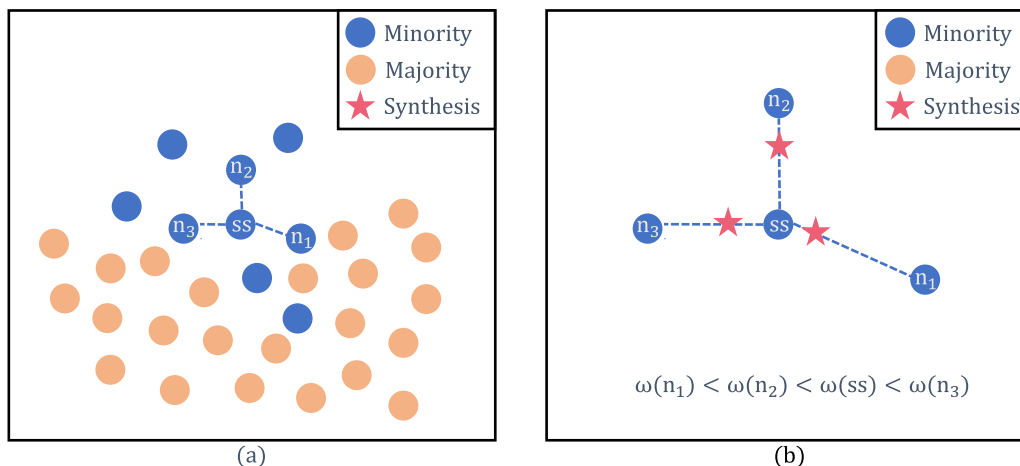 Minority
Majority
Synthesis
n₂
n₃
ss
n₁
(a)
Minority
Majority
Synthesis
n₂
n₃
ss
n₁
ω(n₁) < ω(n₂) < ω(ss) < ω(n₃)
(b)